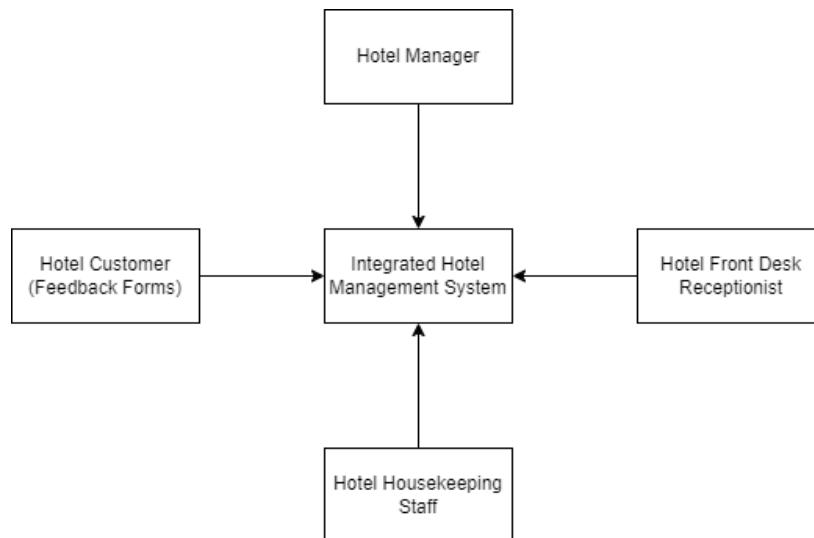 Hotel Manager
Hotel Customer
(Feedback Forms)
Integrated Hotel
Management System
Hotel Front Desk
Receptionist
Hotel Housekeeping
Staff